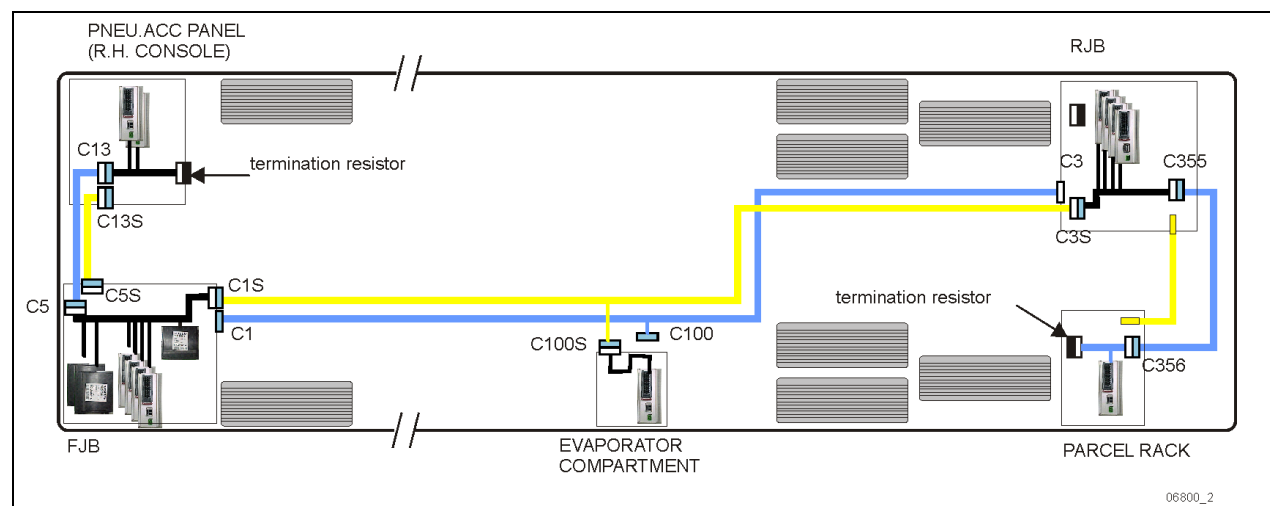 PNEU.ACC PANEL
(R.H. CONSOLE)
RJB
C13
termination resistor
C3
C355
C13S
C3S
C5
C5S
C1S
C1
termination resistor
C100S
C100
C356
FJB
EVAPORATOR
COMPARTMENT
PARCEL RACK
06800_2